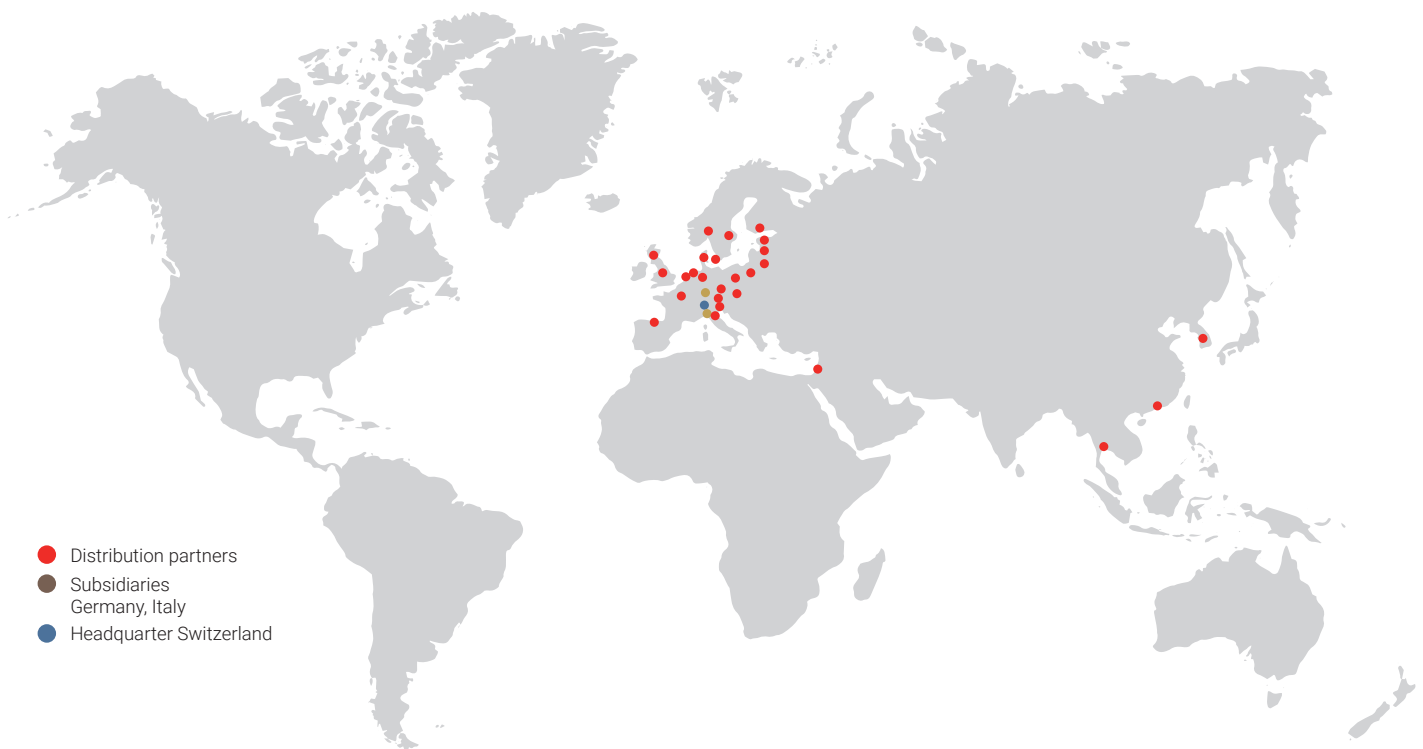 Distribution partners
Subsidiaries
Germany, Italy
Headquarter Switzerland